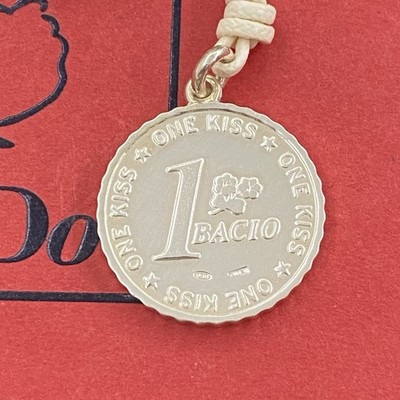 ★ ONE KISS ★ ONE KISS ★ ONE KISS ★ ONE KISS
1 BACIO
Do